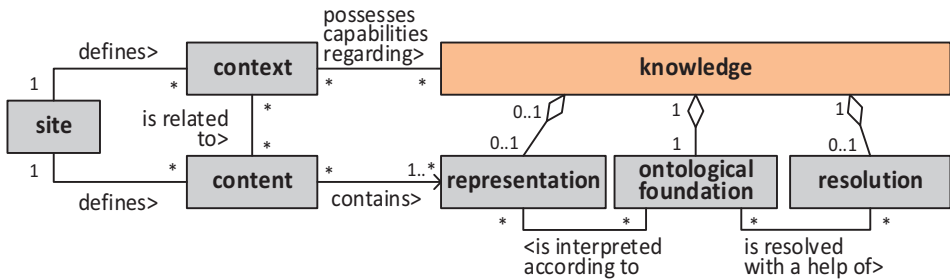 possesses
capabilities
regarding>
defines>
context
knowledge
1
*
*
*
*
0..1
1
1
site
is related
to>
*
*
0..1
1
0..1
1
*
content
*
contains>
1..*
representation
ontological
foundation
resolution
defines>
*
*
*
*
<is interpreted
according to
is resolved
with a help of>